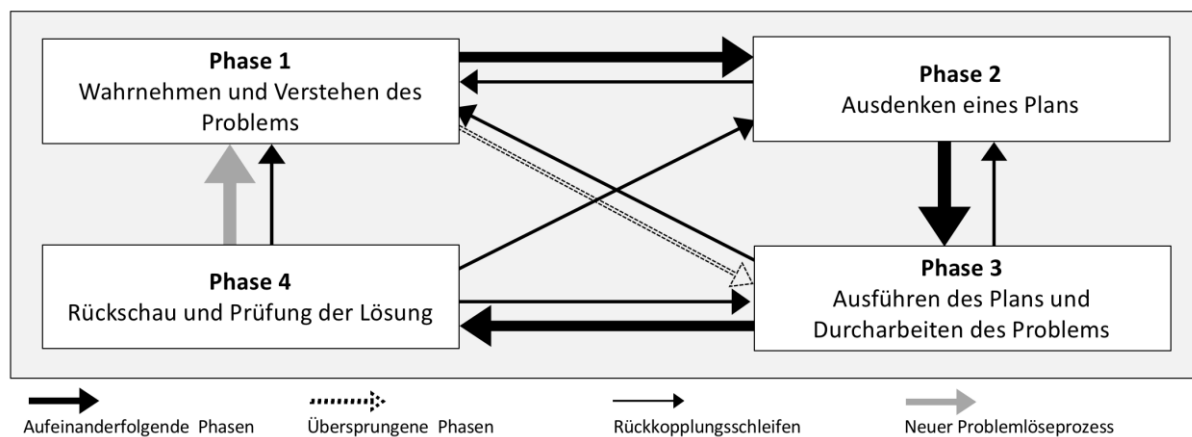 Phase 1
Wahrnehmen und Verstehen des
Problems
Phase 2
Ausdenken eines Plans
Phase 4
Rückschau und Prüfung der Lösung
Phase 3
Ausführen des Plans und
Durcharbeiten des Problems
Aufeinanderfolgende Phasen
Übersprungene Phasen
Rückkopplungsschleifen
Neuer Problemlöseprozess